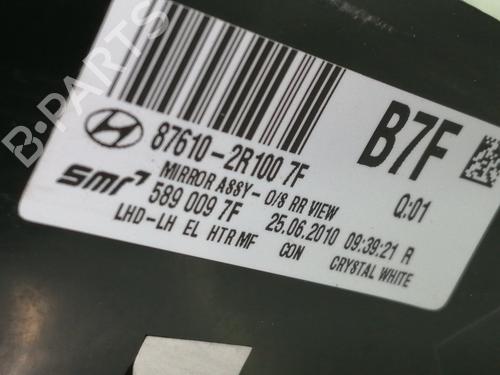 B-PARTS
87610-2R100 7F
B7F
smr
MIRROR ASSY-O/S RR VIEW
Q:01
589 009 7F
25.06.2010 09:39:21 R
LHD-LH EL HTR MF CON CRYSTAL WHITE